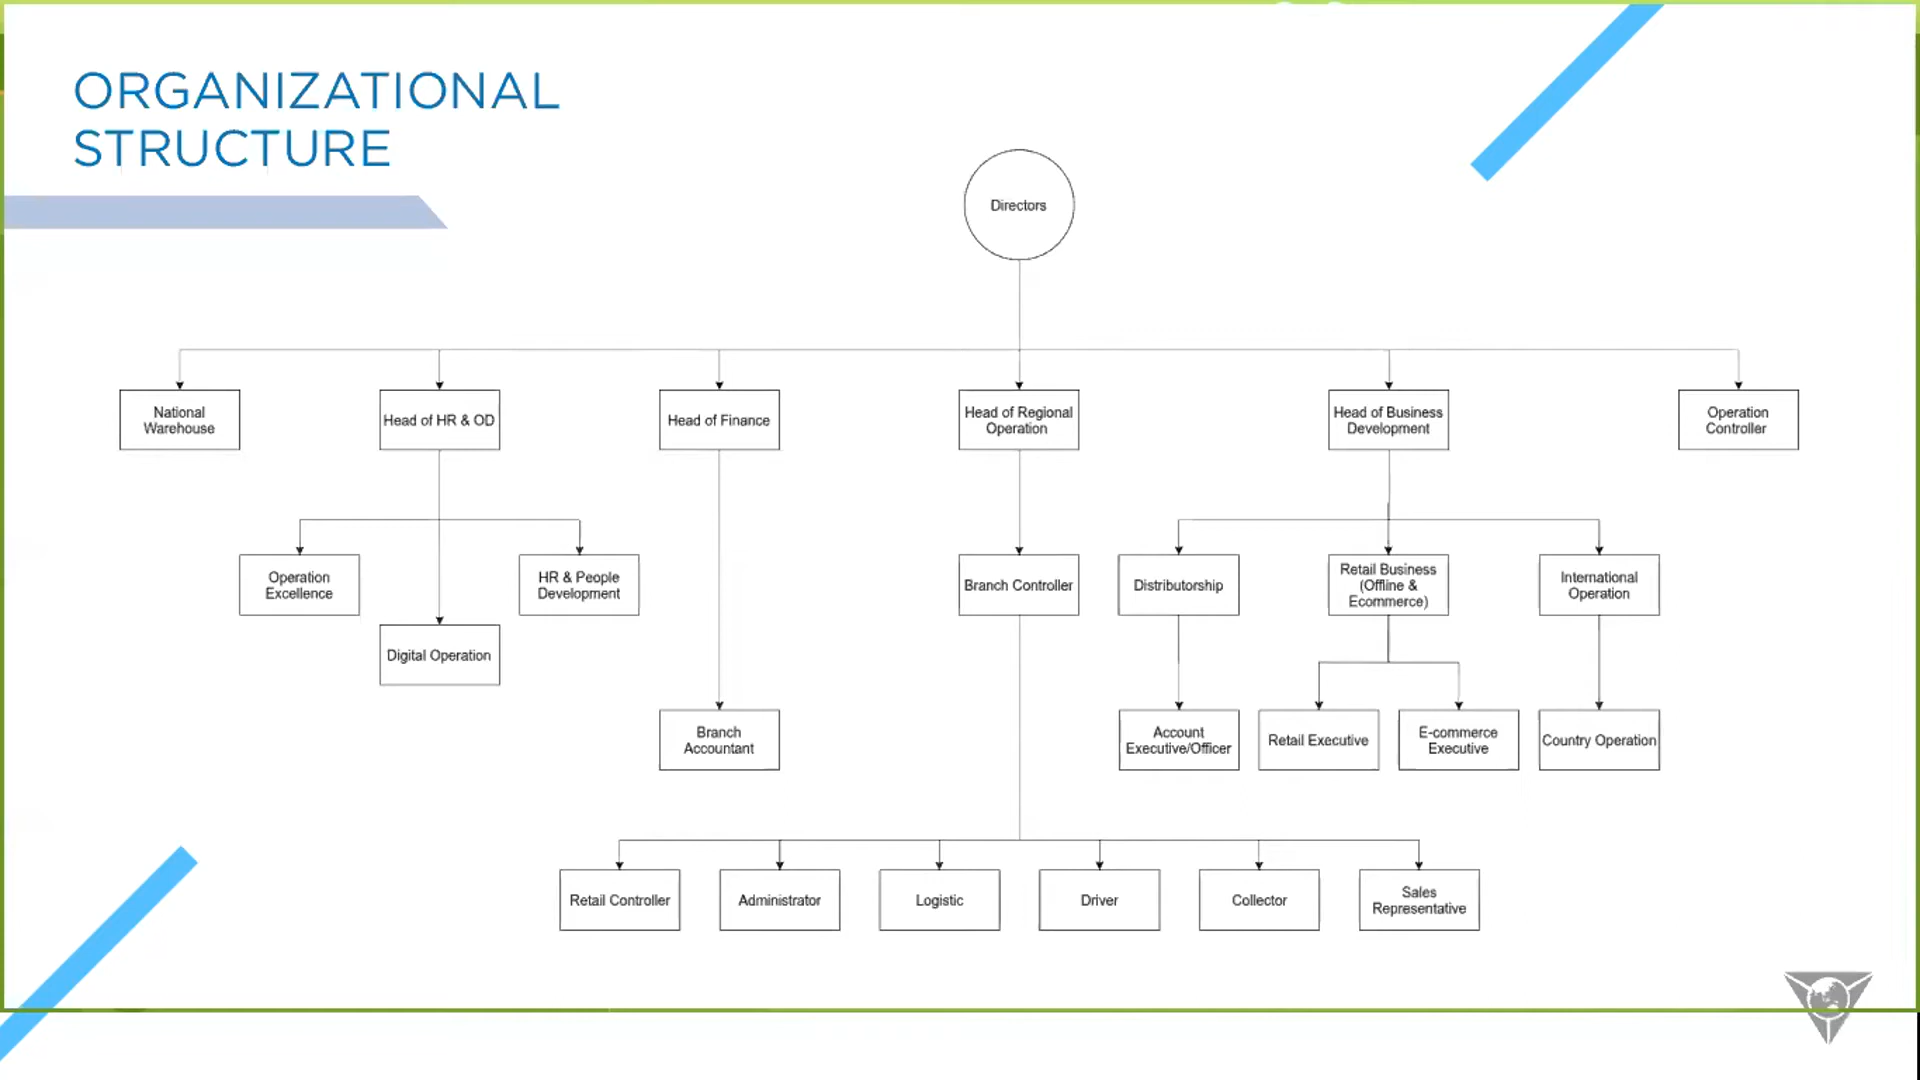 ORGANIZATIONAL
STRUCTURE
Directors
National
Warehouse
Head of HR & OD
Head of Finance
Head of Regional
Operation
Head of Business
Development
Operation
Controller
Operation
Excellence
Digital Operation
HR & People
Development
Branch Controller
Distributorship
Retail Business
(Offline &
Ecommerce)
International
Operation
Branch
Accountant
Account
Executive/Officer
Retail Executive
E-commerce
Executive
Country Operation
Retail Controller
Administrator
Logistic
Driver
Collector
Sales
Representative